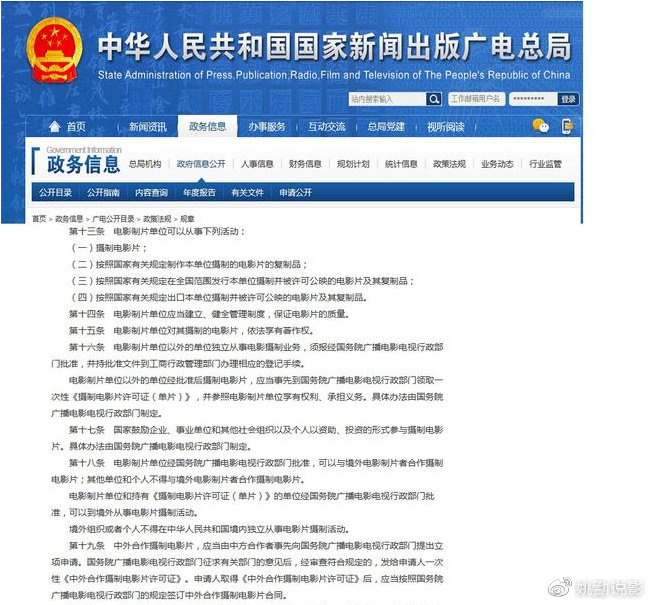 中华人民共和国国家新闻出版广电总局
State Administration of Press,Publication,Radio,Film and Television of The People's Republic of China
站内搜索输入 工作邮箱用户名 ********* 登录
首页 新闻资讯 政务信息 办事服务 互动交流 总局党建 视听阅读
Government Information
政务信息 总局机构 政府信息公开 人事信息 财务信息 规划计划 统计信息 政策法规 业务动态 行业监管
公开目录 公开指南 内容查询 年度报告 有关文件 申请公开
首页 > 政务信息 > 广电公开目录 > 政策法规 > 规章
第十三条 电影制片单位可以从事下列活动：
（一）摄制电影片；
（二）按照国家有关规定制作本单位摄制的电影片的复制品；
（三）按照国家有关规定在全国范围发行本单位摄制并被许可公映的电影片及其复制品；
（四）按照国家有关规定出口本单位摄制并被许可公映的电影片及其复制品。
第十四条 电影制片单位应当建立、健全管理制度，保证电影片的质量。
第十五条 电影制片单位对其摄制的电影片，依法享有著作权。
第十六条 电影制片单位以外的单位独立从事电影摄制业务，须报经国务院广播电影电视行政部
门批准，并持批准文件到工商行政管理部门办理相应的登记手续。
电影制片单位以外的单位经批准后摄制电影片，应当事先到国务院广播电影电视行政部门领取一
次性《摄制电影片许可证（单片）》，并参照电影制片单位享有权利、承担义务。具体办法由国务院
广播电影电视行政部门制定。
第十七条 国家鼓励企业、事业单位和其他社会组织以及个人以资助、投资的形式参与摄制电影
片。具体办法由国务院广播电影电视行政部门制定。
第十八条 电影制片单位经国务院广播电影电视行政部门批准，可以与境外电影制片者合作摄制
电影片；其他单位和个人不得与境外电影制片者合作摄制电影片。
电影制片单位和持有《摄制电影片许可证（单片）》的单位经国务院广播电影电视行政部门批
准，可以到境外从事电影片摄制活动。
境外组织或者个人不得在中华人民共和国境内独立从事电影片摄制活动。
第十九条 中外合作摄制电影片，应当由中方合作者事先向国务院广播电影电视行政部门提出立
项申请。国务院广播电影电视行政部门征求有关部门的意见后，经审查符合规定的，发给申请人一次
性《中外合作摄制电影片许可证》。申请人取得《中外合作摄制电影片许可证》后，应当按照国务院
广播电影电视行政部门的规定签订中外合作摄制电影片合同。
@姚劲说影